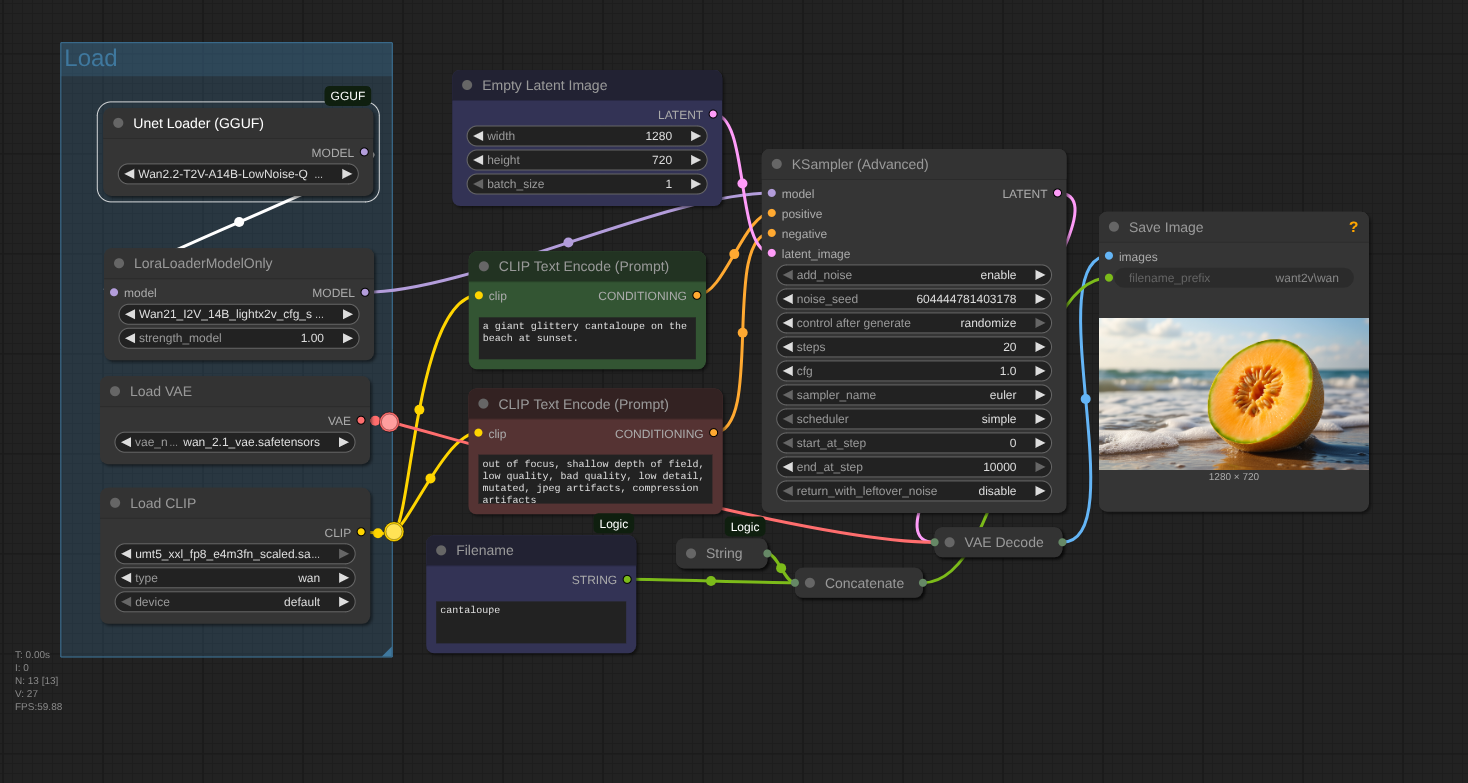 Load
GGUF
Unet Loader (GGUF)
MODEL
Wan2.2-T2V-A14B-LowNoise-Q ...
LoraLoaderModelOnly
model MODEL
Wan21_I2V_14B_lightx2v_cfg_s ...
strength_model 1.00
Load VAE
VAE
vae_n... wan_2.1_vae.safetensors
Load CLIP
CLIP
umt5_xxl_fp8_e4m3fn_scaled.sa...
type wan
device default
T: 0.00s
I: 0
N: 13 [13]
V: 27
FPS:59.88
Empty Latent Image
LATENT
width 1280
height 720
batch_size 1
CLIP Text Encode (Prompt)
clip CONDITIONING
a giant glittery cantaloupe on the
beach at sunset.
CLIP Text Encode (Prompt)
clip CONDITIONING
out of focus, shallow depth of field,
low quality, bad quality, low detail,
mutated, jpeg artifacts, compression
artifacts
Logic
Filename
STRING
cantaloupe
Logic
String
Concatenate
KSampler (Advanced)
model LATENT
positive
negative
latent_image
add_noise enable
noise_seed 604444781403178
control after generate randomize
steps 20
cfg 1.0
sampler_name euler
scheduler simple
start_at_step 0
end_at_step 10000
return_with_leftover_noise disable
VAE Decode
Save Image ?
images
filename_prefix want2v\wan
1280 × 720